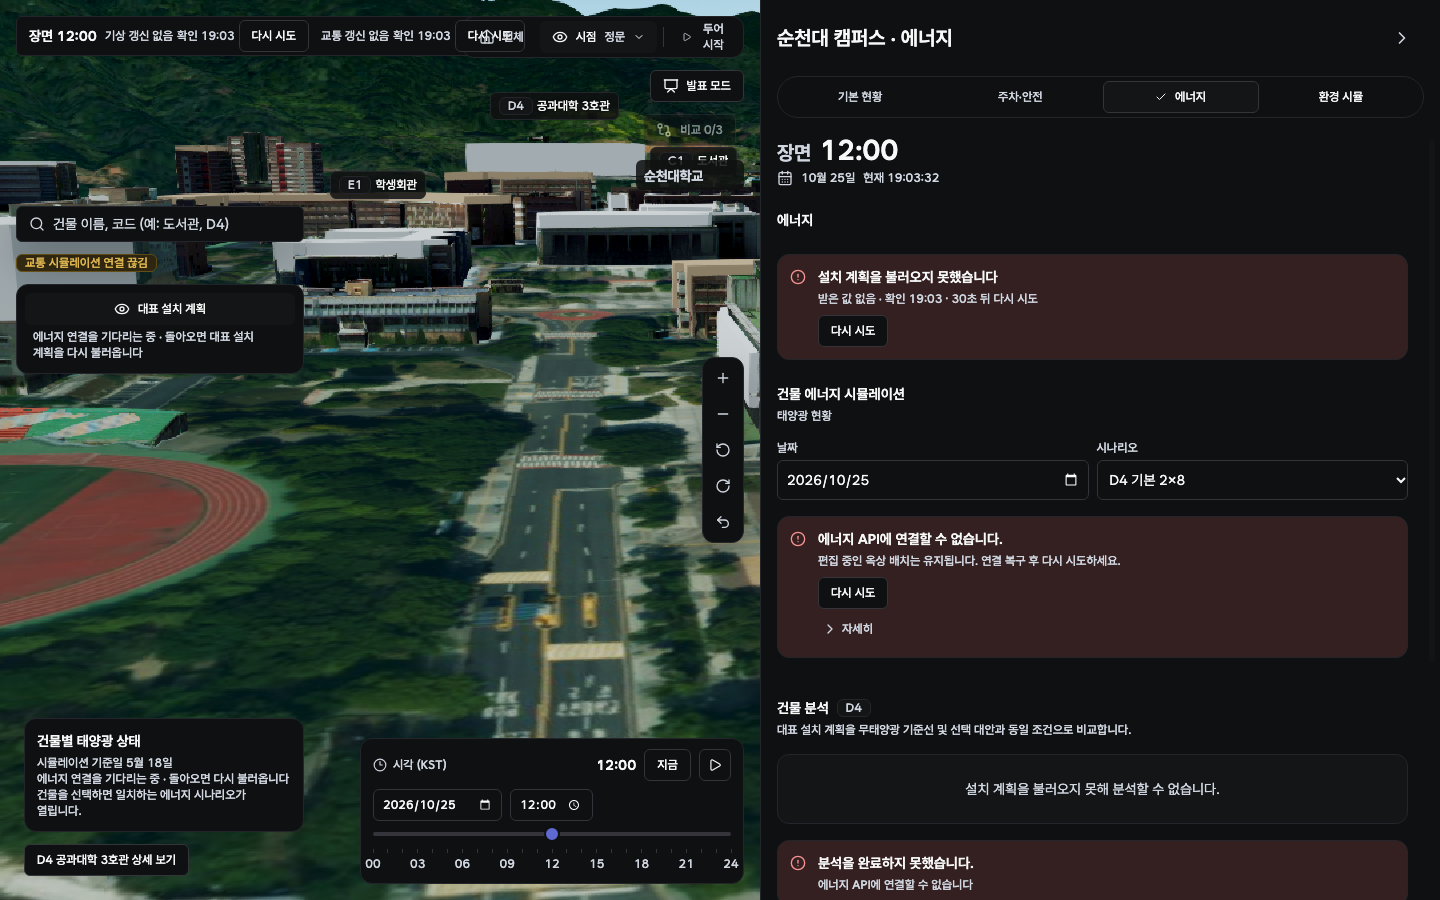 장면 12:00 기상 갱신 없음 확인 19:03 다시 시도 교통 갱신 없음 확인 19:03 다시 시도
시점 정문
투어
시작
발표 모드
D4 공과대학 3호관
비교 0/3
C1 도서관
순천대학교
E1 학생회관
건물 이름, 코드 (예: 도서관, D4)
교통 시뮬레이션 연결 끊김
대표 설치 계획
에너지 연결을 기다리는 중 · 돌아오면 대표 설치
계획을 다시 불러옵니다
건물별 태양광 상태
시뮬레이션 기준일 5월 18일
에너지 연결을 기다리는 중 · 돌아오면 다시 불러옵니다
건물을 선택하면 일치하는 에너지 시나리오가
열립니다.
D4 공과대학 3호관 상세 보기
시각 (KST) 12:00 지금
2026/10/25 12:00
00 03 06 09 12 15 18 21 24
순천대 캠퍼스 · 에너지
기본 현황 주차·안전 에너지 환경 시뮬
장면 12:00
10월 25일 현재 19:03:32
에너지
설치 계획을 불러오지 못했습니다
받은 값 없음 · 확인 19:03 · 30초 뒤 다시 시도
다시 시도
건물 에너지 시뮬레이션
태양광 현황
날짜 시나리오
2026/10/25 D4 기본 2×8
에너지 API에 연결할 수 없습니다.
편집 중인 옥상 배치는 유지됩니다. 연결 복구 후 다시 시도하세요.
다시 시도
자세히
건물 분석 D4
대표 설치 계획을 무태양광 기준선 및 선택 대안과 동일 조건으로 비교합니다.
설치 계획을 불러오지 못해 분석할 수 없습니다.
분석을 완료하지 못했습니다.
에너지 API에 연결할 수 없습니다